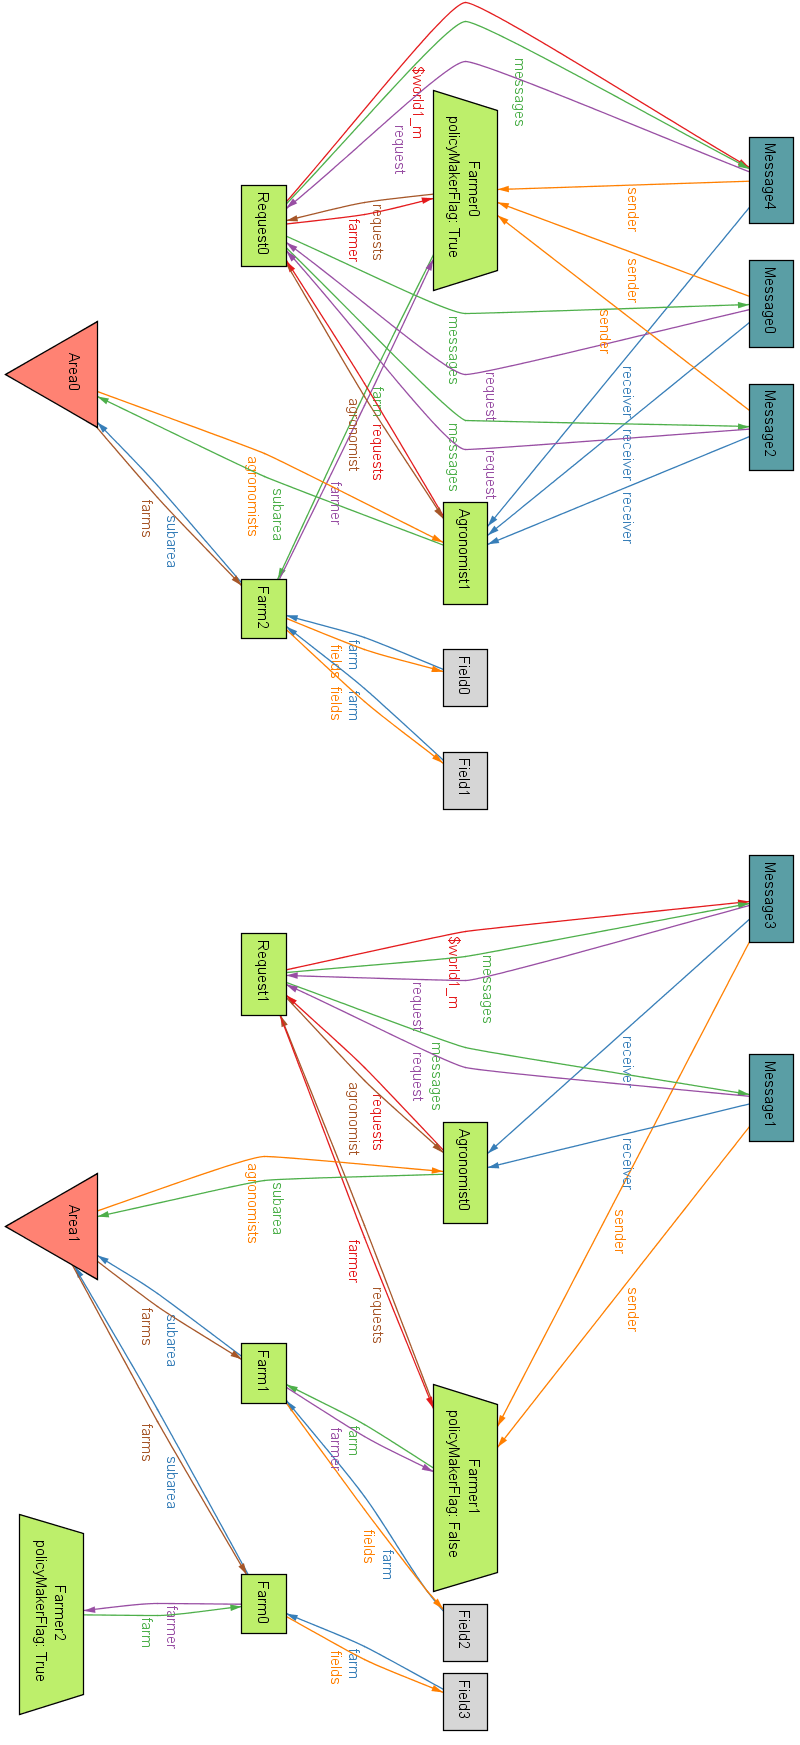 Message4
Message0
Message2
messages
$world1_m
request
Farmer0
policyMakerFlag: True
sender
sender
sender
Request0
requests
farmer
messages
request
messages
request
receiver
receiver
receiver
farm
requests
agronomist
farmer
Area0
agronomists
subarea
subarea
farms
Agronomist1
Farm2
farm
fields
farm
fields
Field0
Field1
Message3
Message1
Request1
$world1_m
messages
request
messages
request
receiver
receiver
requests
agronomist
Agronomist0
sender
sender
Area1
agronomists
subarea
farmer
requests
subarea
farms
Farm1
farm
farmer
Farmer1
policyMakerFlag: False
subarea
farms
farm
fields
Field2
Farmer2
policyMakerFlag: True
farmer
farm
Farm0
farm
fields
Field3